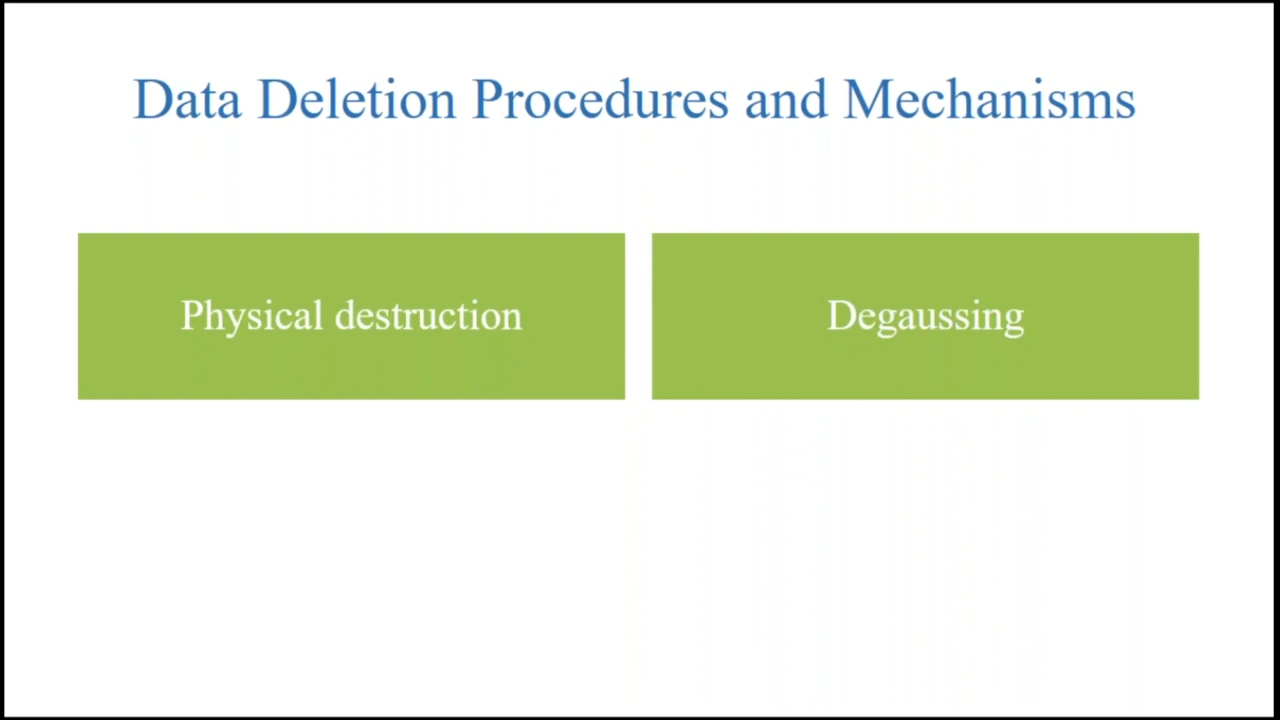 Data Deletion Procedures and Mechanisms
Physical destruction
Degaussing